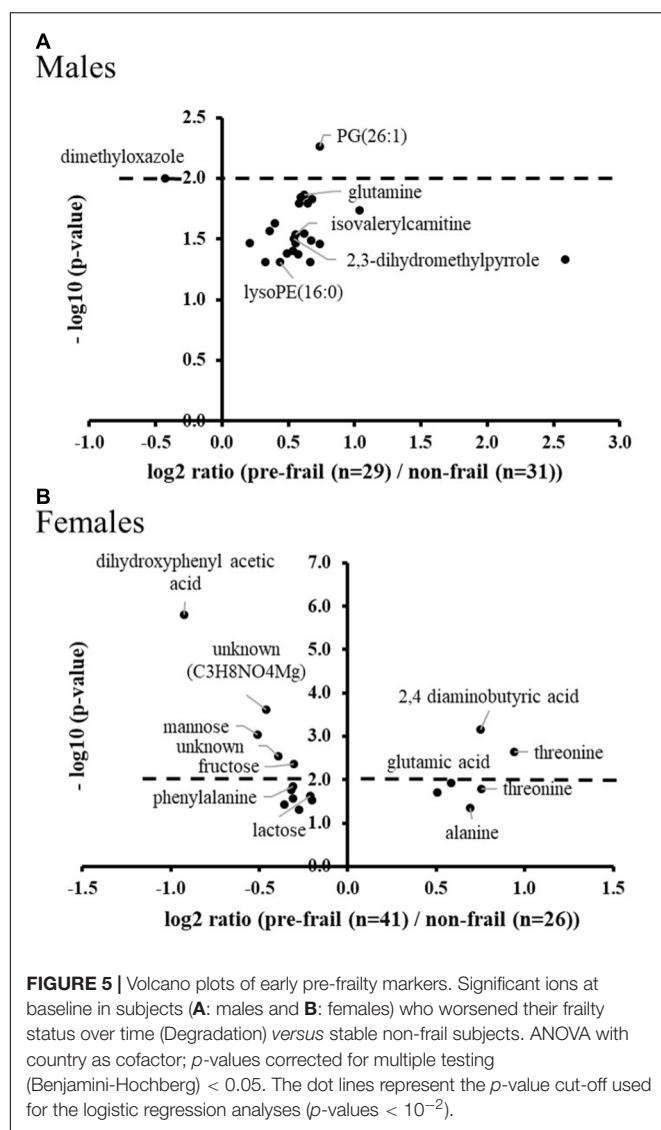 A
Males
2.5
PG(26:1)
dimethyloxazole
2.0
glutamine
isovalerylcarnitine
1.5
2,3-dihydromethylpyrrole
lysoPE(16:0)
1.0
0.5
0.0
- log10 (p-value)
-1.0 -0.5 0.0 0.5 1.0 1.5 2.0 2.5 3.0
log2 ratio (pre-frail (n=29) / non-frail (n=31))
B
Females
7.0
dihydroxyphenyl acetic
acid
6.0
5.0
unknown
(C3H8NO4Mg)
4.0
2,4 diaminobutyric acid
mannose
3.0
unknown
threonine
fructose
glutamic acid
2.0
phenylalanine
threonine
lactose
1.0
alanine
0.0
- log10 (p-value)
-1.5 -1.0 -0.5 0.0 0.5 1.0 1.5
log2 ratio (pre-frail (n=41) / non-frail (n=26))
FIGURE 5 | Volcano plots of early pre-frailty markers. Significant ions at
baseline in subjects (A: males and B: females) who worsened their frailty
status over time (Degradation) versus stable non-frail subjects. ANOVA with
country as cofactor; p-values corrected for multiple testing
(Benjamini-Hochberg) < 0.05. The dot lines represent the p-value cut-off used
for the logistic regression analyses (p-values < 10⁻²).